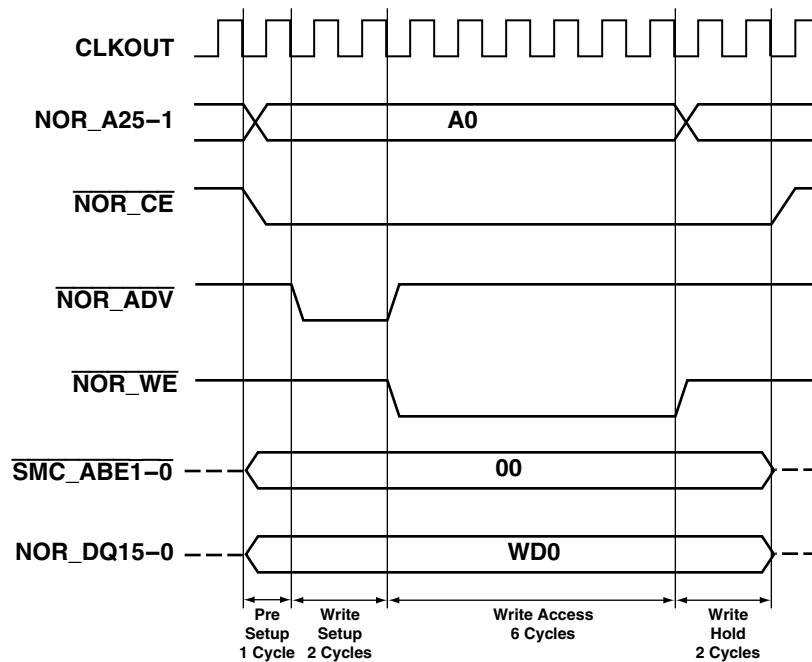 CLKOUT
NOR_A25–1
A0
NOR_CE
NOR_ADV
NOR_WE
SMC_ABE1–0
00
NOR_DQ15–0
WD0
Pre
Setup
1 Cycle
Write
Setup
2 Cycles
Write Access
6 Cycles
Write
Hold
2 Cycles